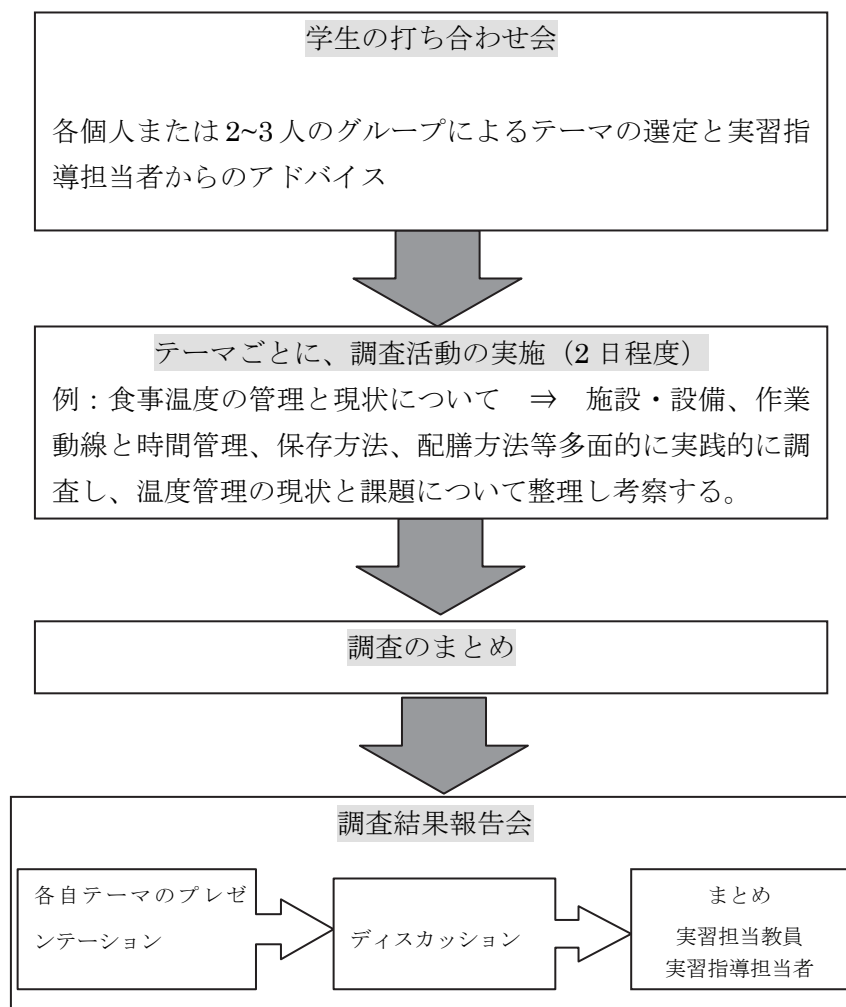 学生の打ち合わせ会
各個人または2~3人のグループによるテーマの選定と実習指
導担当者からのアドバイス
テーマごとに、調査活動の実施（2日程度）
例：食事温度の管理と現状について　⇒　施設・設備、作業
動線と時間管理、保存方法、配膳方法等多面的に実践的に調
査し、温度管理の現状と課題について整理し考察する。
調査のまとめ
調査結果報告会
各自テーマのプレゼ
ンテーション
ディスカッション
まとめ
実習担当教員
実習指導担当者